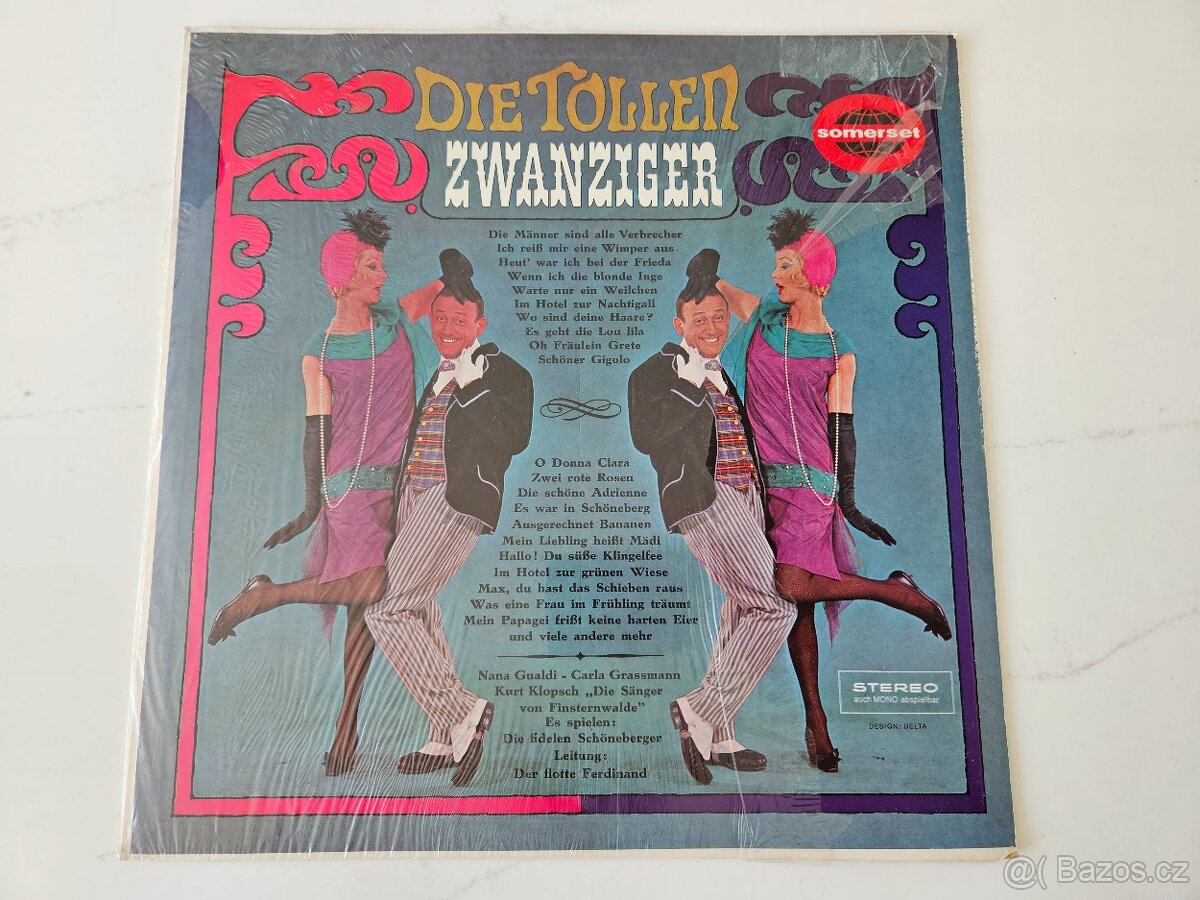 DIE TOLLEN
ZWANZIGER
somerset
Die Männer sind alle Verbrecher
Ich reiß mir eine Wimper aus
Heut' war ich bei der Frieda
Wenn ich die blonde Inge
Warte nur ein Weilchen
Im Hotel zur Nachtigall
Wo sind deine Haare?
Es geht die Lou lila
Oh Fräulein Grete
Schöner Gigolo
O Donna Clara
Zwei rote Rosen
Die schöne Adrienne
Es war in Schöneberg
Ausgerechnet Bananen
Mein Liebling heißt Mädi
Hallo! Du süße Klingelfee
Im Hotel zur grünen Wiese
Max, du hast das Schieben raus
Was eine Frau im Frühling träumt
Mein Papagei frißt keine harten Eier
und viele andere mehr
Nana Gualdi - Carla Grassmann
Kurt Klopsch „Die Sänger
von Finsternwalde"
Es spielen:
Die fidelen Schöneberger
Leitung:
Der flotte Ferdinand
STEREO
auch MONO abspielbar
DESIGN: DELTA
@( Bazos.cz